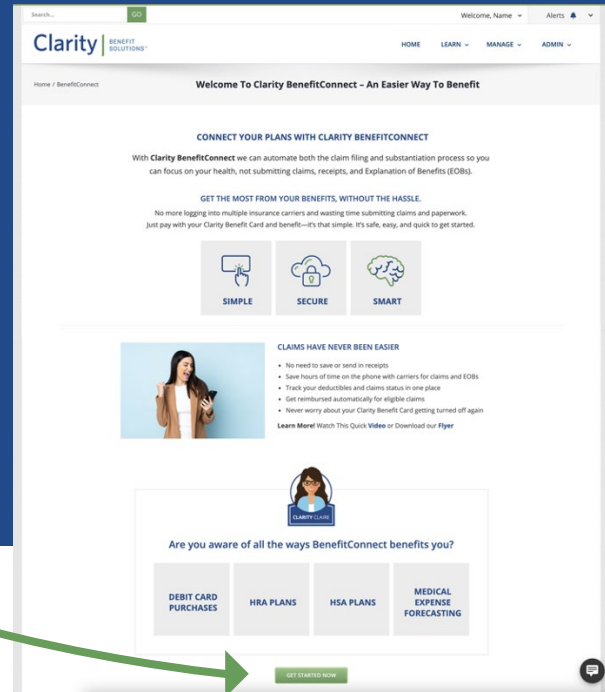 Search...
GO
Welcome, Name
Alerts
Clarity
BENEFIT
SOLUTIONS
HOME
LEARN
MANAGE
ADMIN
Home / BenefitConnect
Welcome To Clarity BenefitConnect – An Easier Way To Benefit
CONNECT YOUR PLANS WITH CLARITY BENEFITCONNECT
With Clarity BenefitConnect we can automate both the claim filing and substantiation process so you
can focus on your health, not submitting claims, receipts, and Explanation of Benefits (EOBs).
GET THE MOST FROM YOUR BENEFITS, WITHOUT THE HASSLE.
No more logging into multiple insurance carriers and wasting time submitting claims and paperwork.
Just pay with your Clarity Benefit Card and benefit—it's that simple. It's safe, easy, and quick to get started.
SIMPLE
SECURE
SMART
CLAIMS HAVE NEVER BEEN EASIER
• No need to save or send in receipts
• Save hours of time on the phone with carriers for claims and EOBs
• Track your deductibles and claims status in one place
• Get reimbursed automatically for eligible claims
• Never worry about your Clarity Benefit Card getting turned off again
Learn More! Watch This Quick Video or Download our Flyer
CLARITY CLAIRE
Are you aware of all the ways BenefitConnect benefits you?
DEBIT CARD
PURCHASES
HRA PLANS
HSA PLANS
MEDICAL
EXPENSE
FORECASTING
GET STARTED NOW